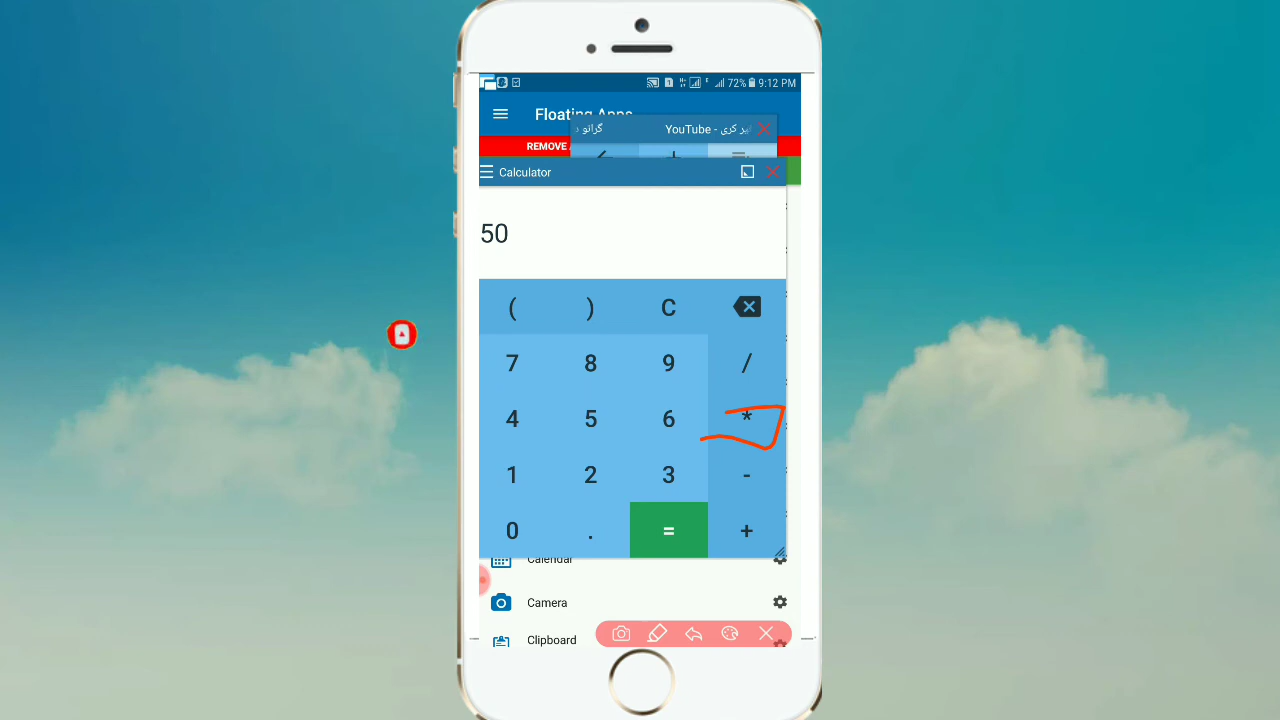 72% 9:12 PM
Floating Apps
YouTube - گرانو د
REMOVE
Calculator
50
( ) C
7 8 9 /
4 5 6 *
1 2 3 -
0 . = +
Calendar
Camera
Clipboard